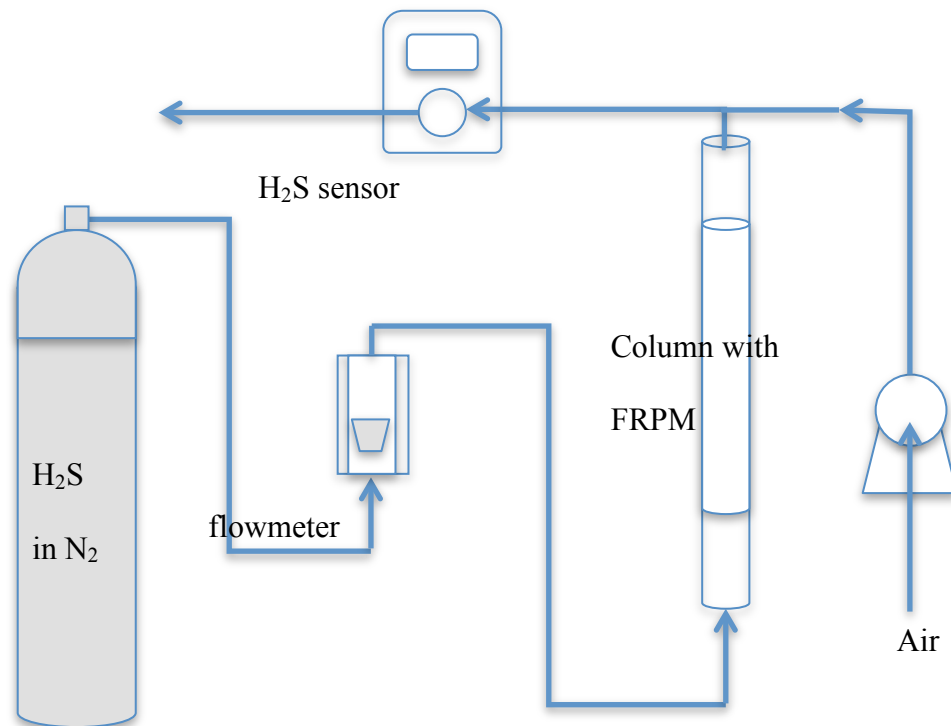 H₂S sensor
Column with
FRPM
H₂S
in N₂
flowmeter
Air